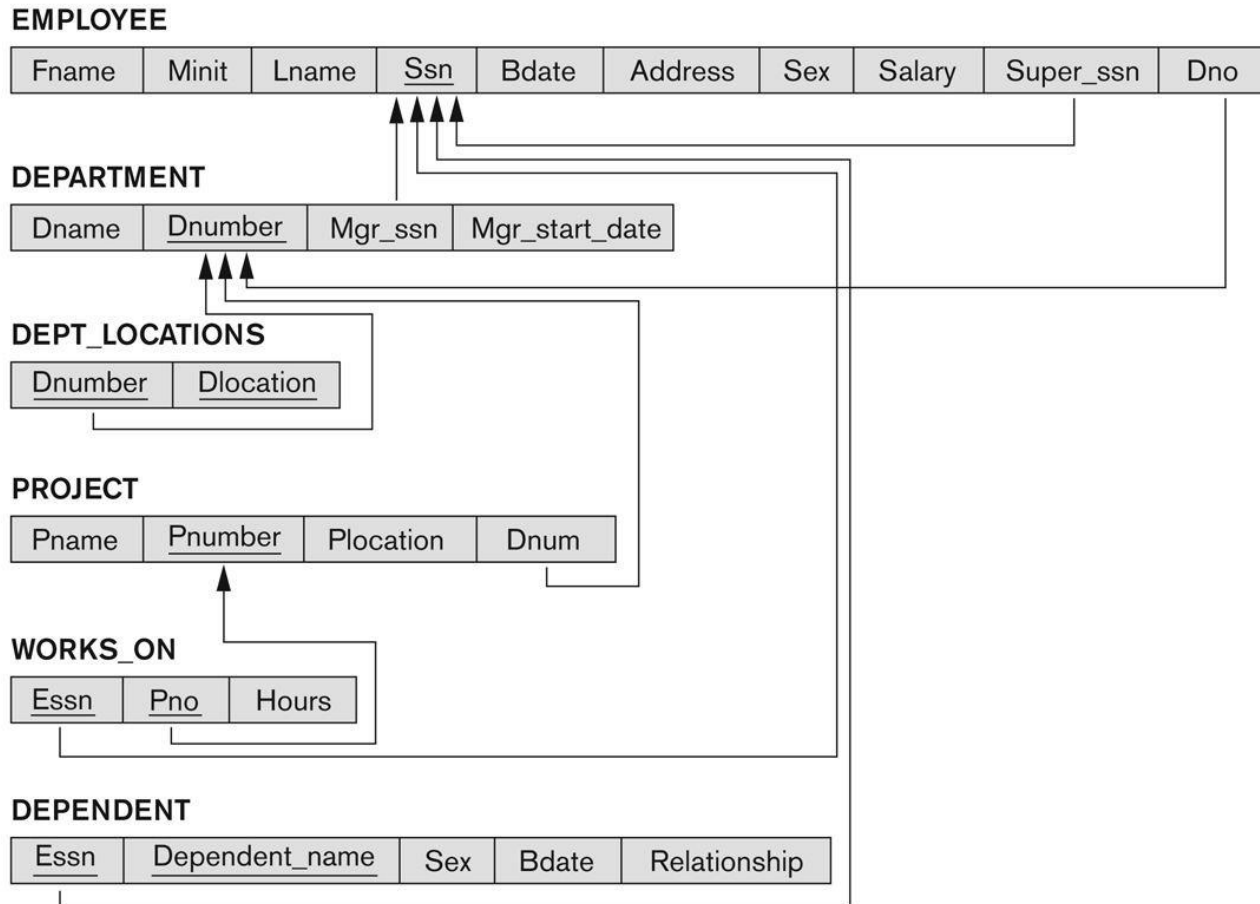 EMPLOYEE
Fname Minit Lname Ssn Bdate Address Sex Salary Super_ssn Dno
DEPARTMENT
Dname Dnumber Mgr_ssn Mgr_start_date
DEPT_LOCATIONS
Dnumber Dlocation
PROJECT
Pname Pnumber Plocation Dnum
WORKS_ON
Essn Pno Hours
DEPENDENT
Essn Dependent_name Sex Bdate Relationship